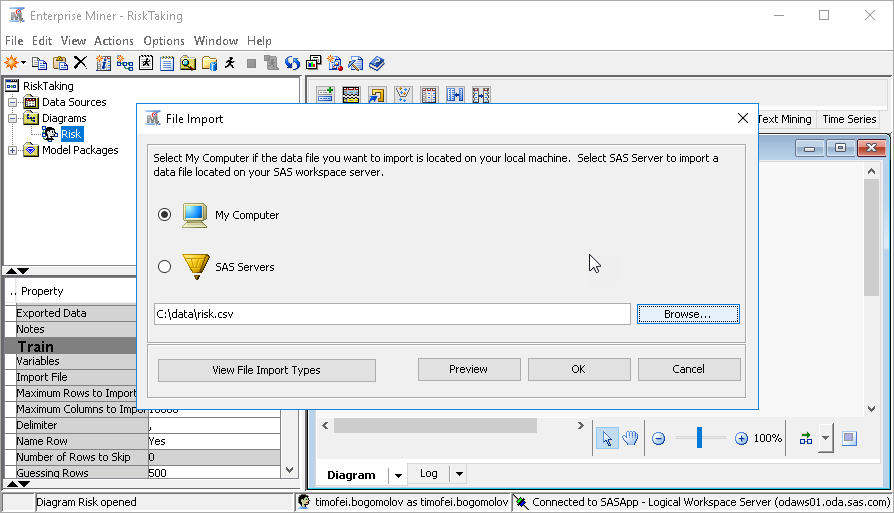 Enterprise Miner - RiskTaking
File Edit View Actions Options Window Help
RiskTaking
Data Sources
Diagrams
Risk
Model Packages
Text Mining Time Series
File Import
Select My Computer if the data file you want to import is located on your local machine. Select SAS Server to import a
data file located on your SAS workspace server.
My Computer
SAS Servers
C:\data\risk.csv Browse...
View File Import Types Preview OK Cancel
.. Property
Exported Data
Notes
Train
Variables
Import File
Maximum Rows to Import
Maximum Columns to Impor 10000
Delimiter ,
Name Row Yes
Number of Rows to Skip 0
Guessing Rows 500
100%
Diagram Log
Diagram Risk opened timofei.bogomolov as timofei.bogomolov Connected to SASApp - Logical Workspace Server (odaws01.oda.sas.com)